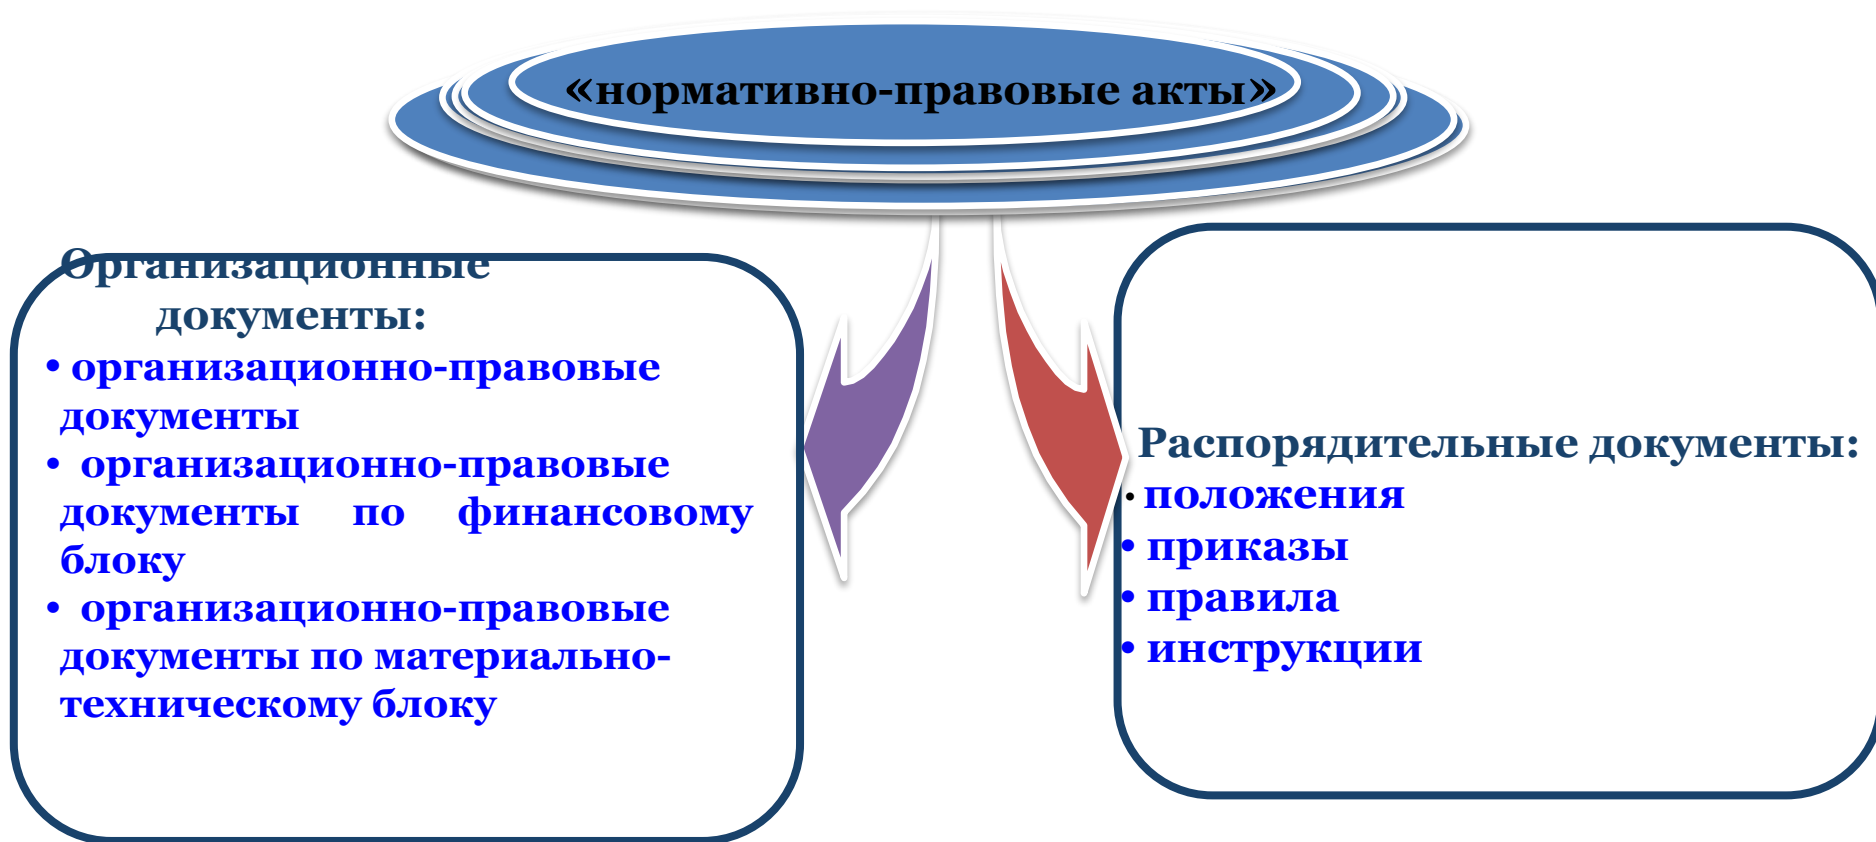 «нормативно-правовые акты»
Организационные
документы:
• организационно-правовые
документы
• организационно-правовые
документы по финансовому
блоку
• организационно-правовые
документы по материально-
техническому блоку
Распорядительные документы:
• положения
• приказы
• правила
• инструкции